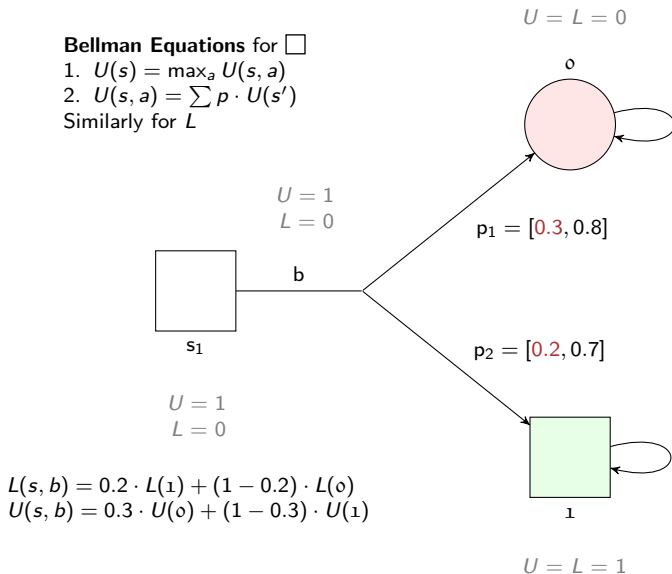 U = L = 0
Bellman Equations for □
1. U(s) = maxₐ U(s, a)
2. U(s, a) = ∑ p · U(s′)
Similarly for L
𝔬
U = 1
L = 0
p₁ = [0.3, 0.8]
b
s₁
p₂ = [0.2, 0.7]
U = 1
L = 0
L(s, b) = 0.2 · L(𝟏) + (1 − 0.2) · L(𝔬)
U(s, b) = 0.3 · U(𝔬) + (1 − 0.3) · U(𝟏)
𝟏
U = L = 1